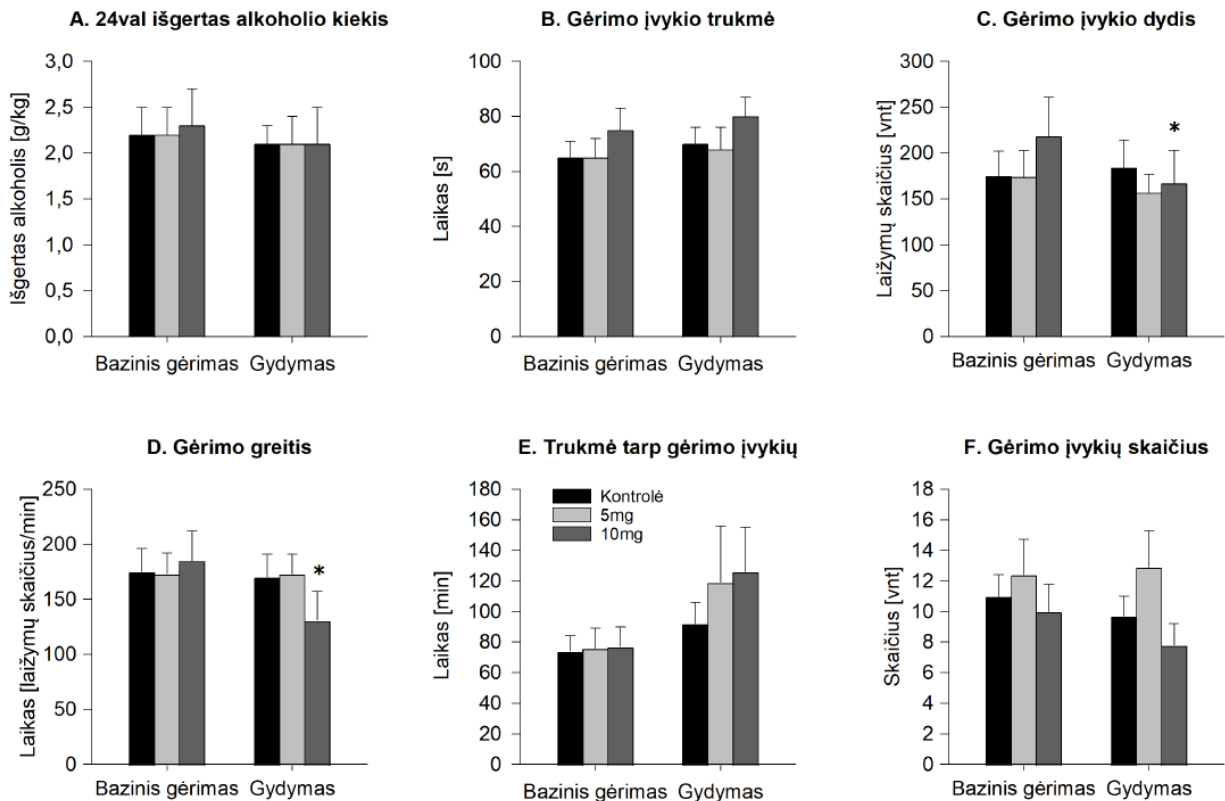 A. 24val išgertas alkoholio kiekis
Išgertas alkoholis [g/kg]
3,0
2,5
2,0
1,5
1,0
0,5
0,0
Bazinis gėrimas Gydymas
B. Gėrimo įvykio trukmė
Laikas [s]
100
80
60
40
20
0
Bazinis gėrimas Gydymas
C. Gėrimo įvykio dydis
Laižymų skaičius [vnt]
300
250
200
150
100
50
0
*
Bazinis gėrimas Gydymas
D. Gėrimo greitis
Laikas [laižymų skaičius/min]
250
200
150
100
50
0
*
Bazinis gėrimas Gydymas
E. Trukmė tarp gėrimo įvykių
Laikas [min]
180
160
140
120
100
80
60
40
20
0
Kontrolė
5mg
10mg
Bazinis gėrimas Gydymas
F. Gėrimo įvykių skaičius
Skaičius [vnt]
18
16
14
12
10
8
6
4
2
0
Bazinis gėrimas Gydymas